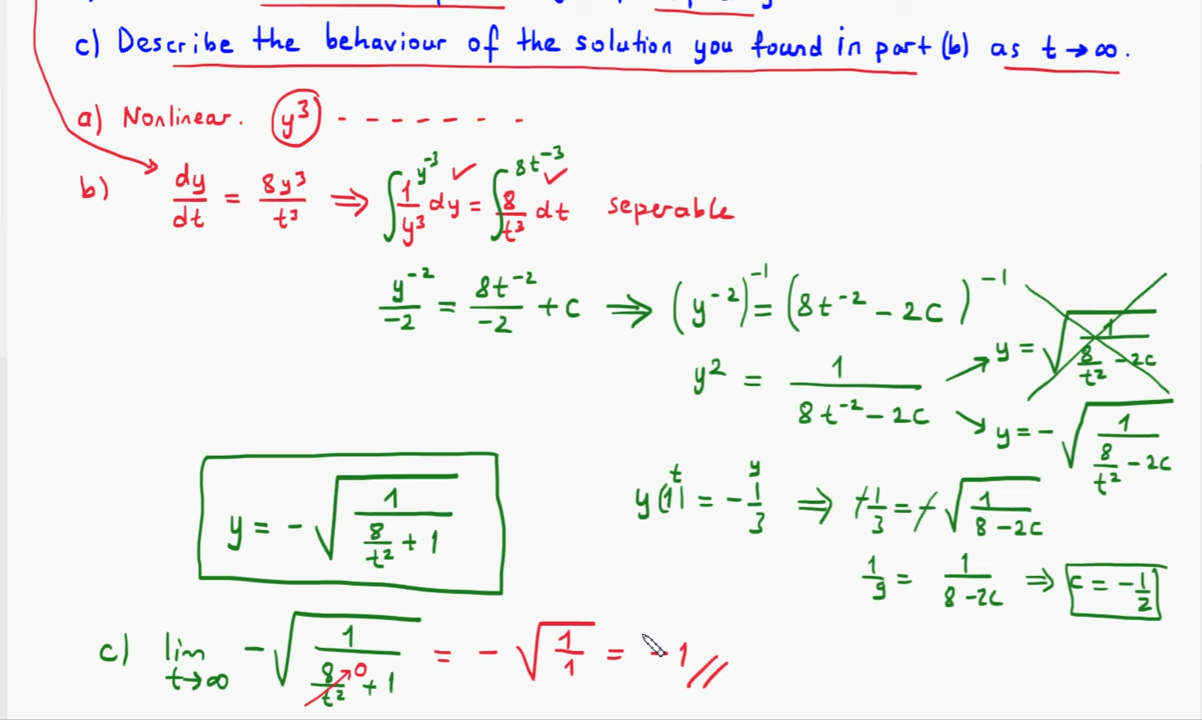 c) Describe the behaviour of the solution you found in part (b) as t → ∞.
a) Nonlinear. y³ - - - - - - -
b) dy/dt = 8y³/t³ ⇒ ∫ 1/y³ dy = ∫ 8/t³ dt seperable
y⁻³ ✓ 8t⁻³ ✓
y⁻²/-2 = 8t⁻²/-2 + c ⇒ (y⁻²)⁻¹ = (8t⁻² - 2c)⁻¹
y = √(1/(8/t² - 2c))
y² = 1/(8t⁻² - 2c)
y = -√(1/(8/t² - 2c))
t y
y(1) = -1/3 ⇒ +1/3 = +√(1/(8 - 2c))
y = -√(1/(8/t² + 1))
1/9 = 1/(8 - 2c) ⇒ c = -1/2
c) lim t→∞ -√(1/(8/t² + 1)) = -√(1/1) = -1 //
0